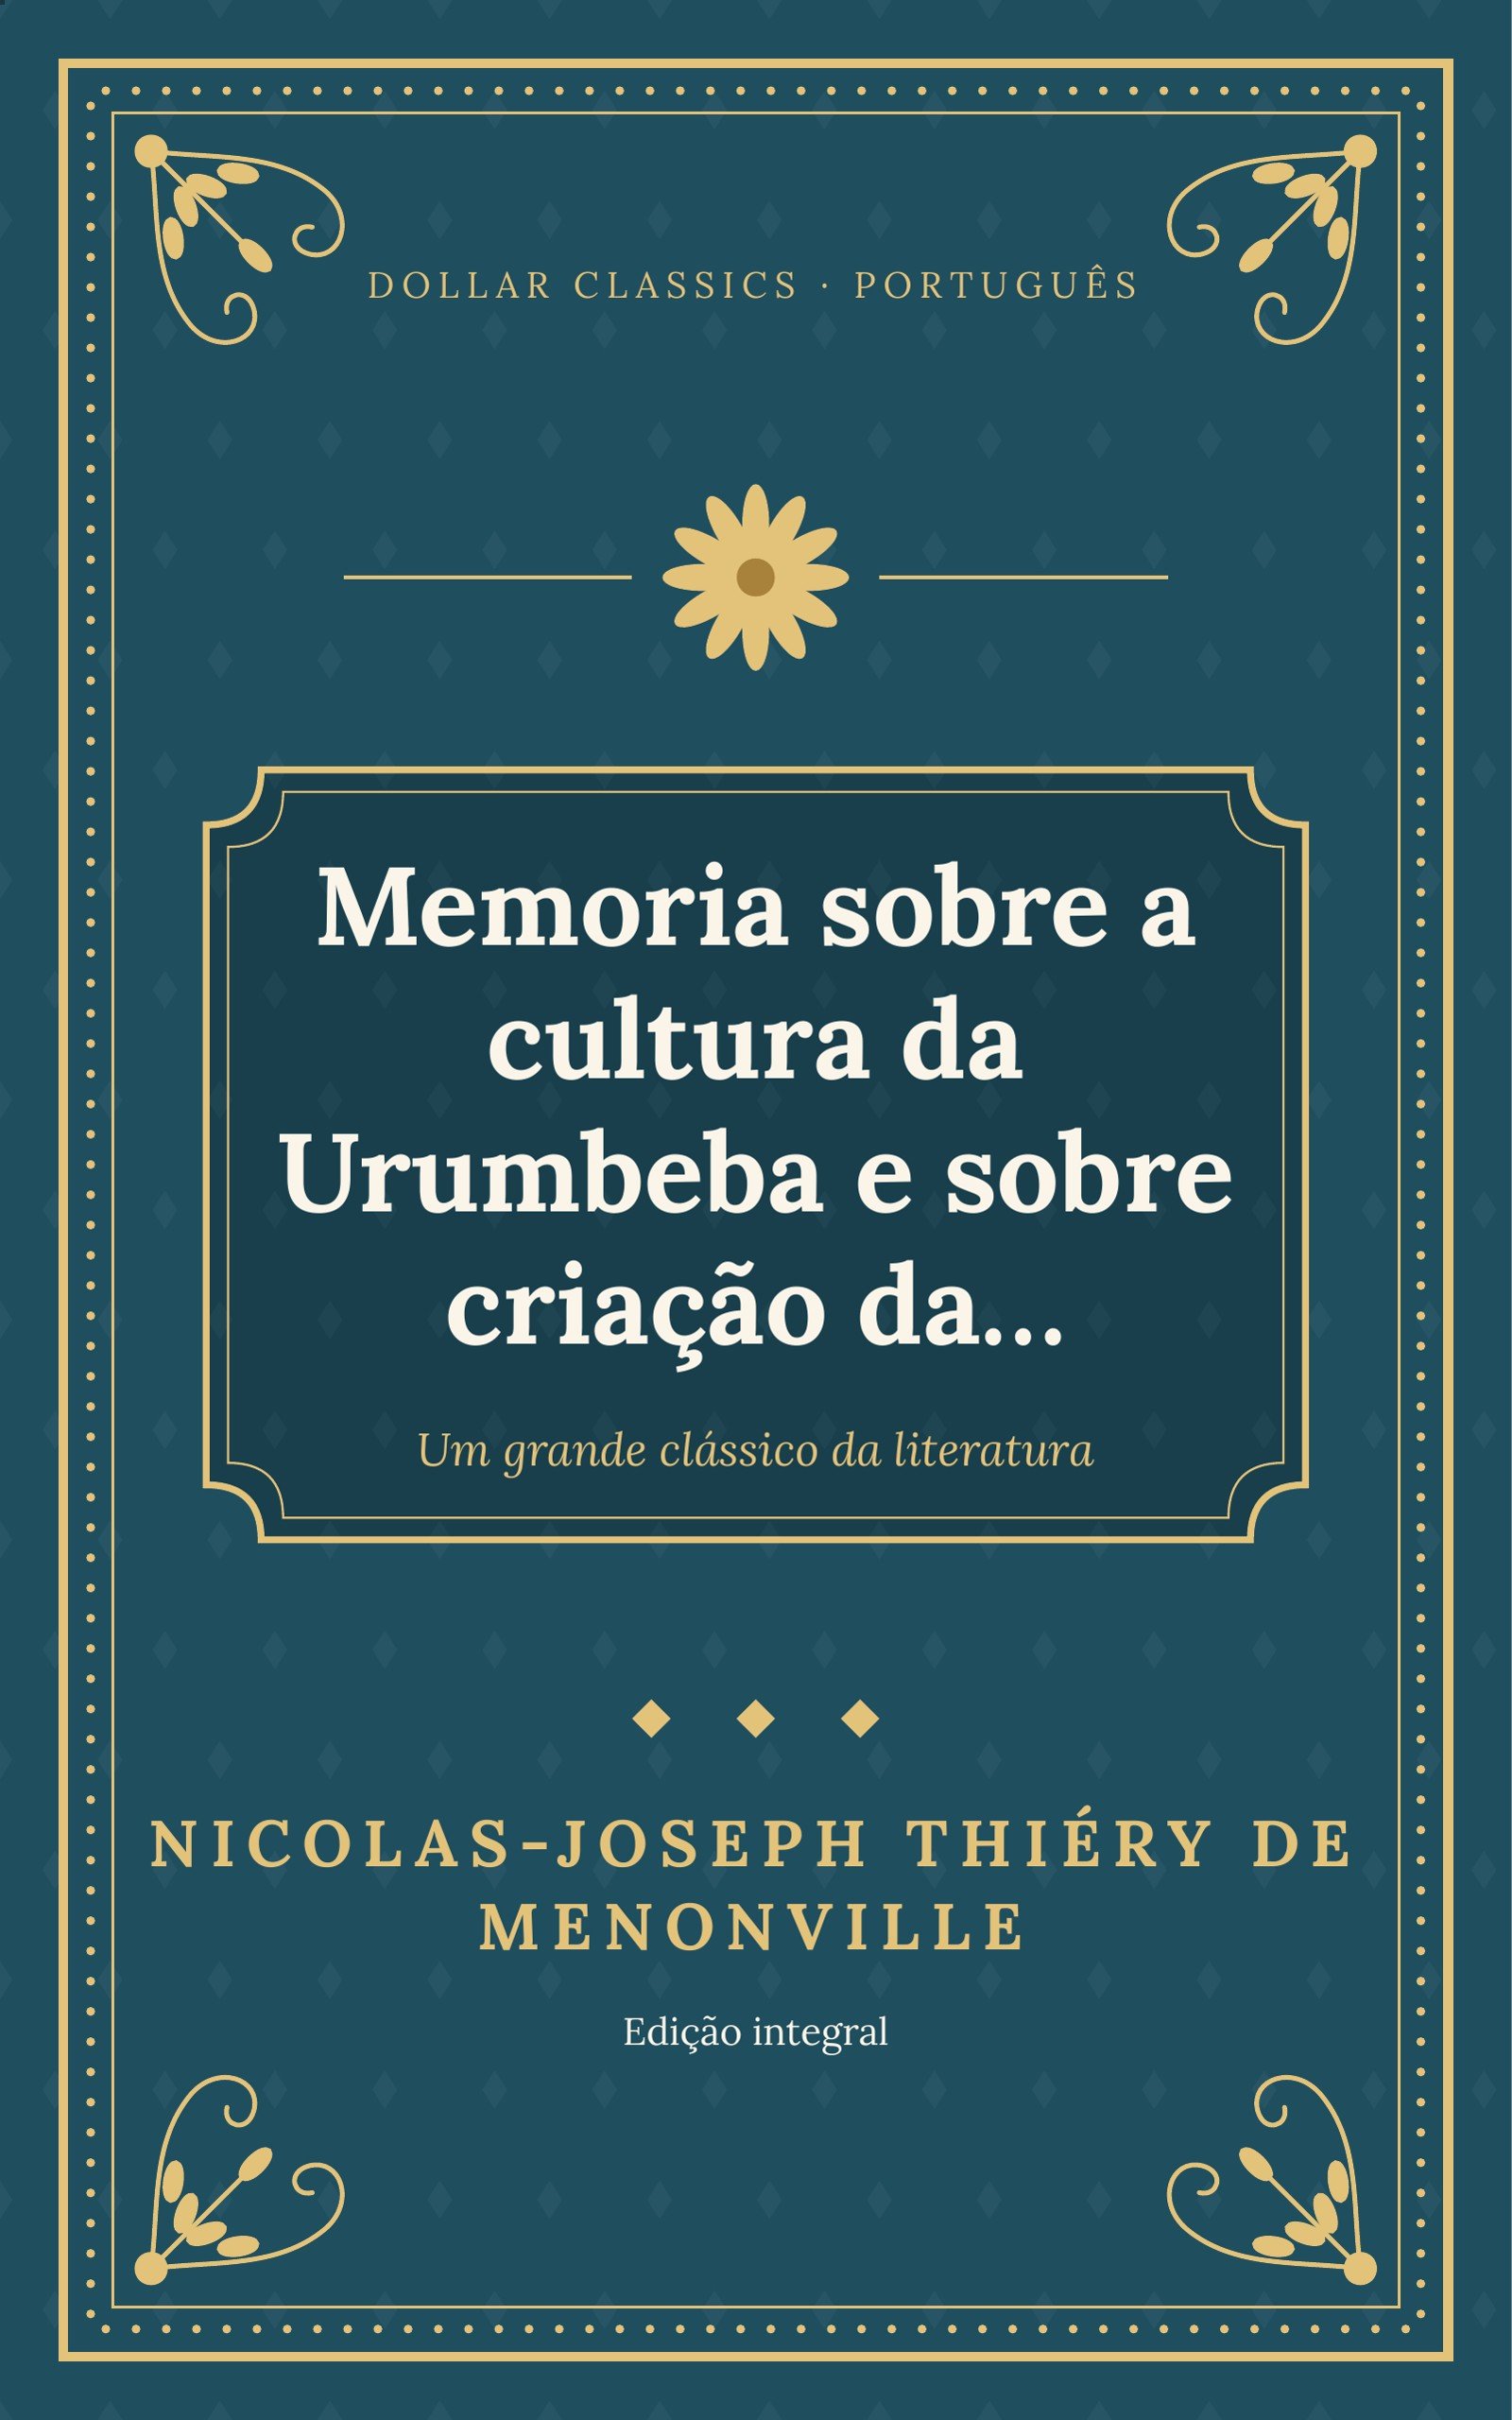 DOLLAR CLASSICS · PORTUGUÊS
Memoria sobre a
cultura da
Urumbeba e sobre
criação da...
Um grande clássico da literatura
NICOLAS-JOSEPH THIÉRY DE
MENONVILLE
Edição integral